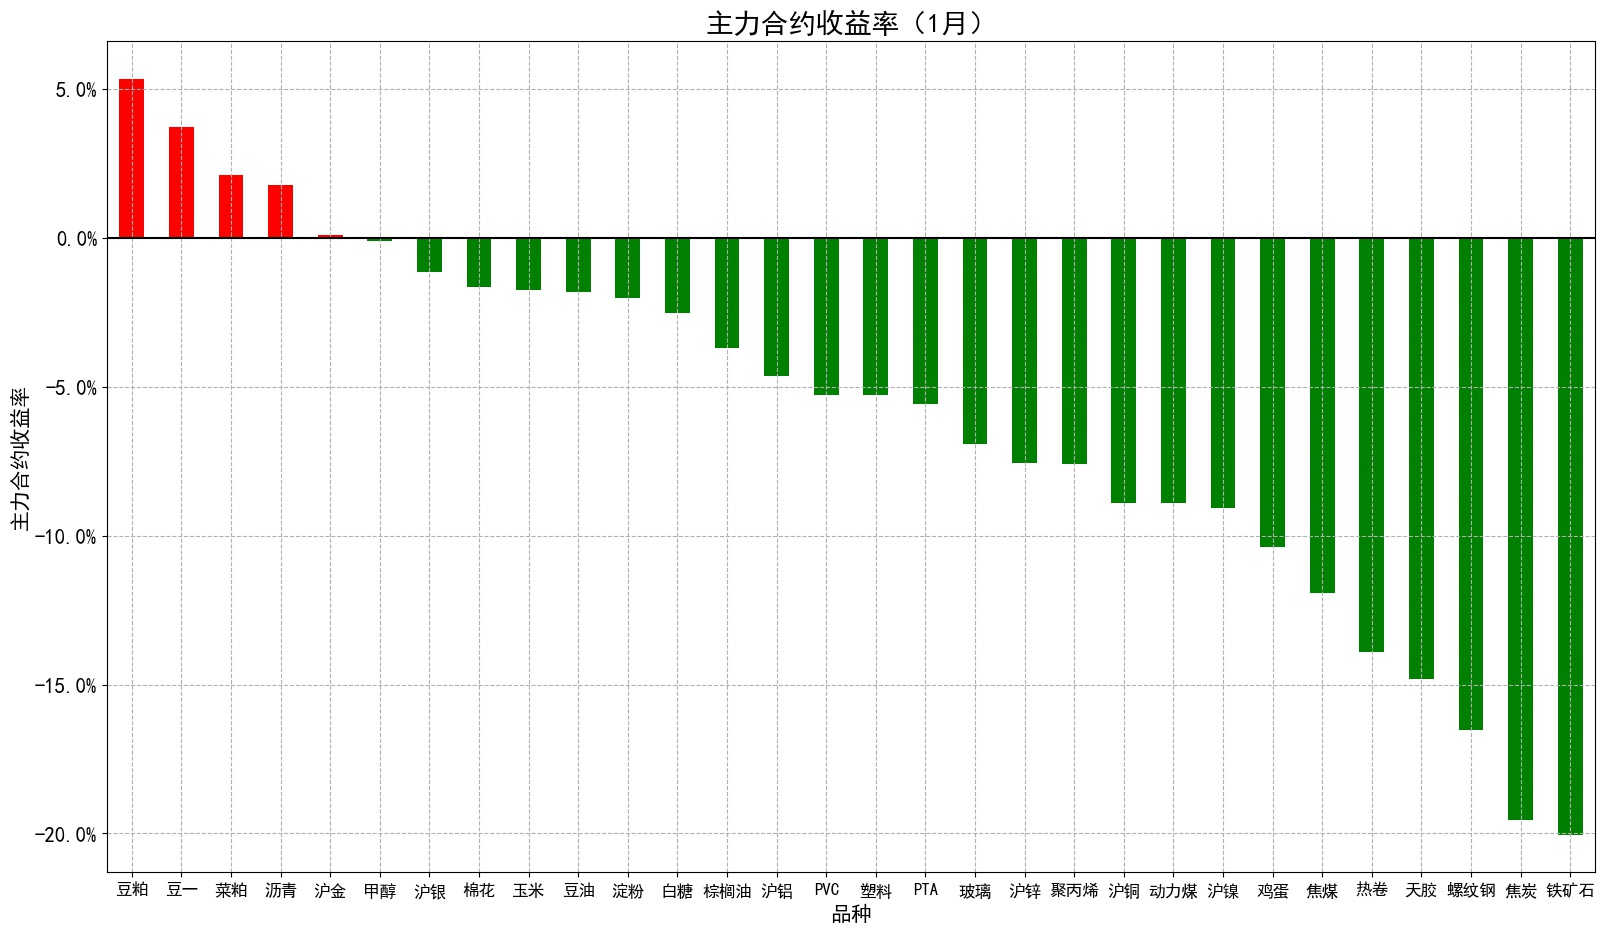 主力合约收益率（1月）
主力合约收益率
5.0%
0.0%
−5.0%
−10.0%
−15.0%
−20.0%
豆粕 豆一 菜粕 沥青 沪金 甲醇 沪银 棉花 玉米 豆油 淀粉 白糖 棕榈油 沪铝 PVC 塑料 PTA 玻璃 沪锌 聚丙烯 沪铜 动力煤 沪镍 鸡蛋 焦煤 热卷 天胶 螺纹钢 焦炭 铁矿石
品种